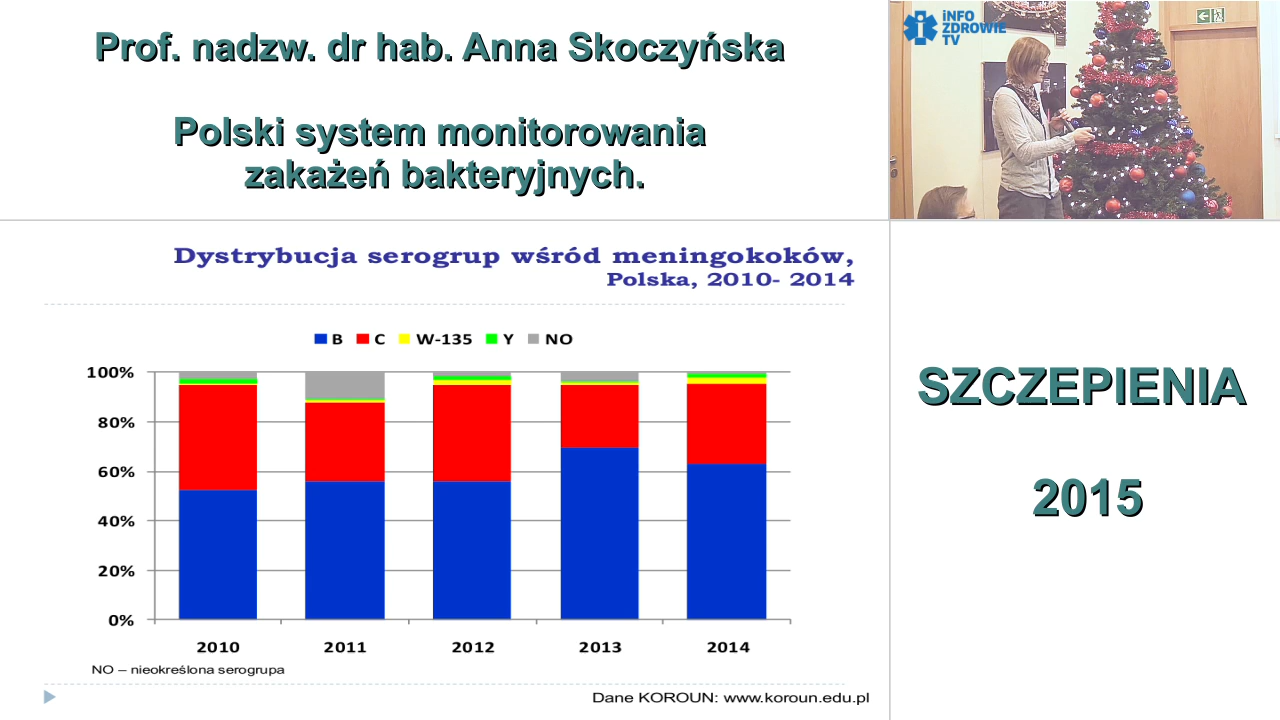 Prof. nadzw. dr hab. Anna Skoczyńska
Polski system monitorowania
zakażeń bakteryjnych.
iNFO
ZDROWIE
TV
Dystrybucja serogrup wśród meningokoków,
Polska, 2010- 2014
B C W-135 Y NO
100%
80%
60%
40%
20%
0%
2010 2011 2012 2013 2014
NO – nieokreślona serogrupa
Dane KOROUN: www.koroun.edu.pl
SZCZEPIENIA
2015